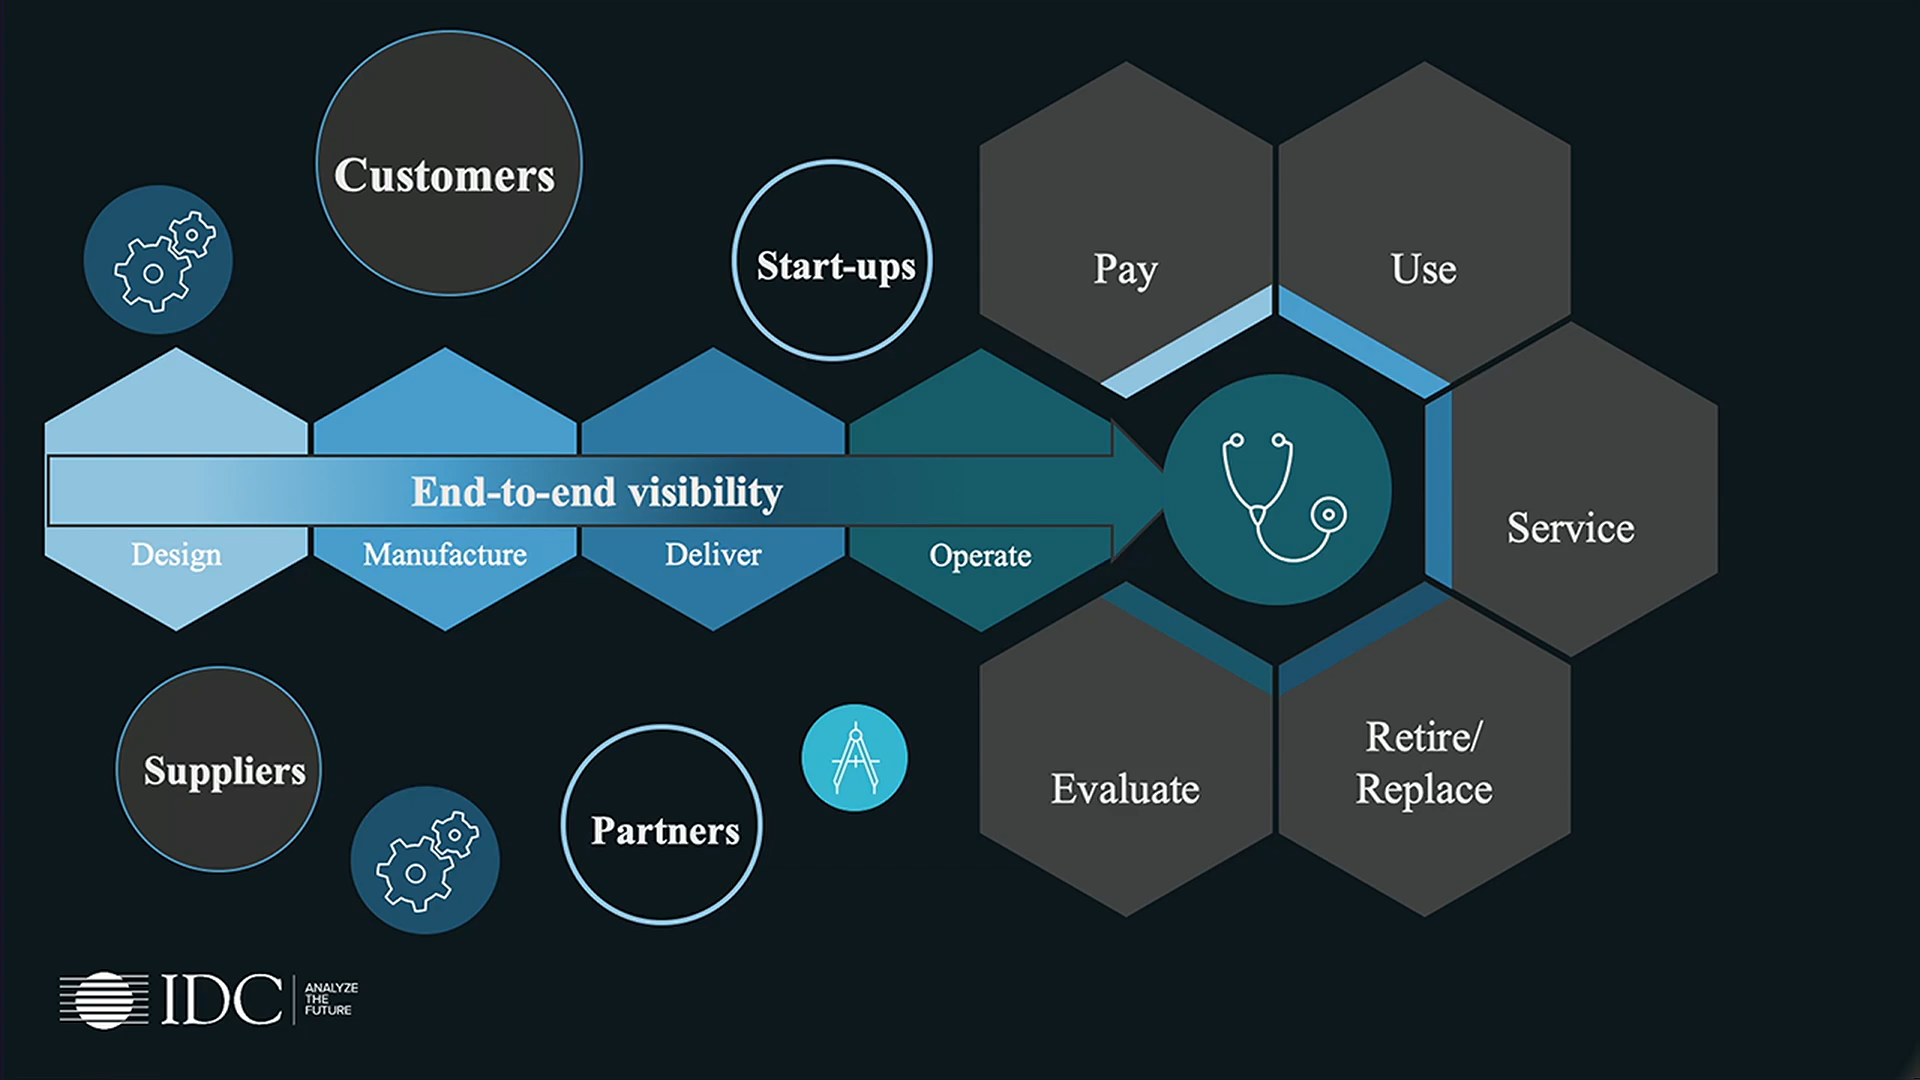 Customers
Start-ups
Pay
Use
End-to-end visibility
Design
Manufacture
Deliver
Operate
Service
Suppliers
Partners
Evaluate
Retire/
Replace
IDC
ANALYZE
THE
FUTURE